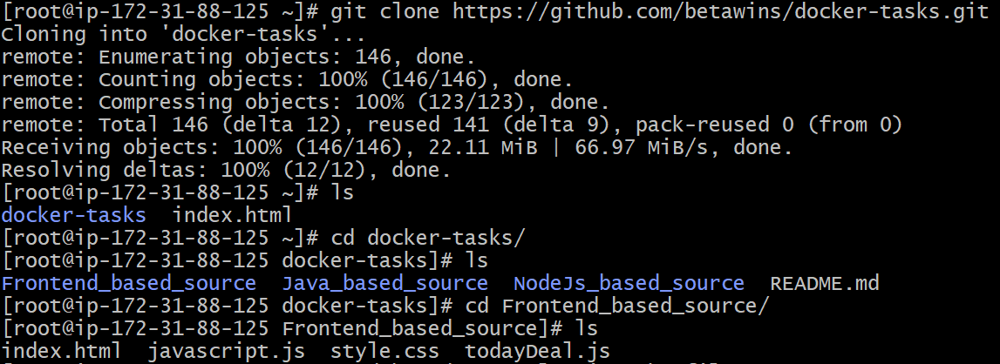 [root@ip-172-31-88-125 ~]# git clone https://github.com/betawins/docker-tasks.git
Cloning into 'docker-tasks'...
remote: Enumerating objects: 146, done.
remote: Counting objects: 100% (146/146), done.
remote: Compressing objects: 100% (123/123), done.
remote: Total 146 (delta 12), reused 141 (delta 9), pack-reused 0 (from 0)
Receiving objects: 100% (146/146), 22.11 MiB | 66.97 MiB/s, done.
Resolving deltas: 100% (12/12), done.
[root@ip-172-31-88-125 ~]# ls
docker-tasks  index.html
[root@ip-172-31-88-125 ~]# cd docker-tasks/
[root@ip-172-31-88-125 docker-tasks]# ls
Frontend_based_source  Java_based_source  NodeJs_based_source  README.md
[root@ip-172-31-88-125 docker-tasks]# cd Frontend_based_source/
[root@ip-172-31-88-125 Frontend_based_source]# ls
index.html  javascript.js  style.css  todayDeal.js